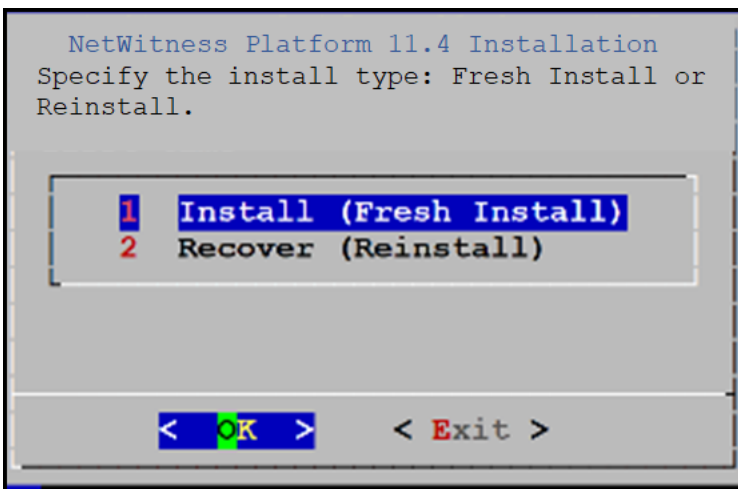 NetWitness Platform 11.4 Installation
Specify the install type: Fresh Install or
Reinstall.
1 Install (Fresh Install)
2 Recover (Reinstall)
< OK > < Exit >